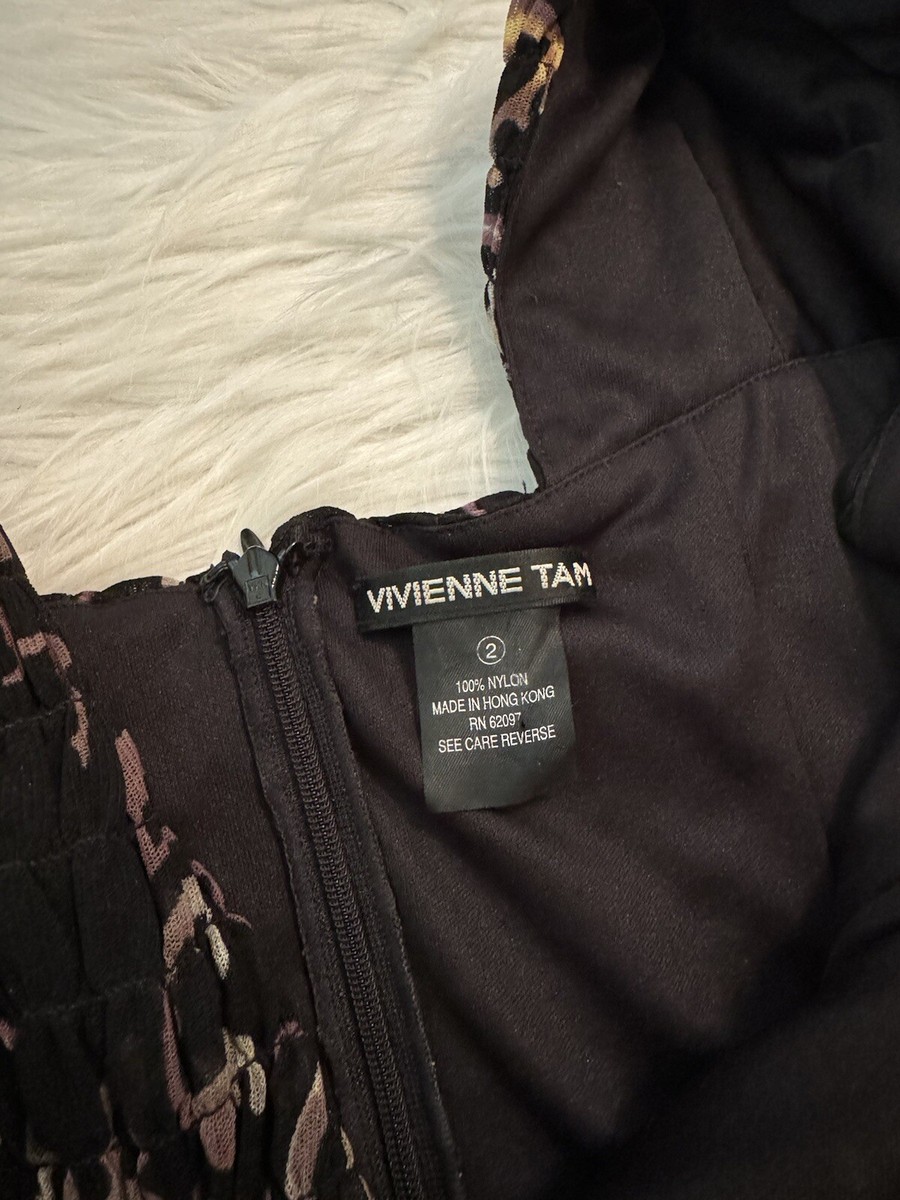 VIVIENNE TAM
2
100% NYLON
MADE IN HONG KONG
RN 62097
SEE CARE REVERSE